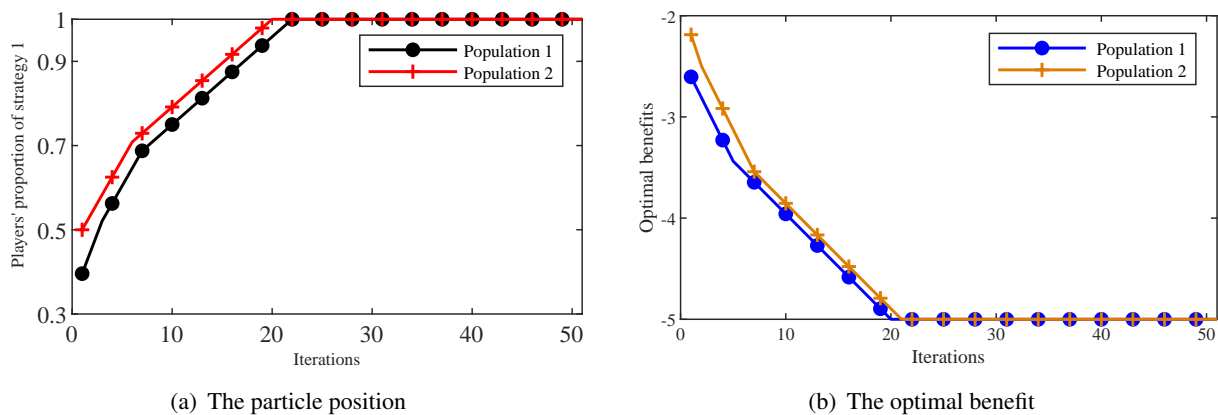 1
0.9
0.7
0.5
0.3
0 10 20 30 40 50
Players' proportion of strategy 1
Iterations
Population 1
Population 2
(a) The particle position
-2
-3
-4
-5
0 10 20 30 40 50
Optimal benefits
Iterations
Population 1
Population 2
(b) The optimal benefit